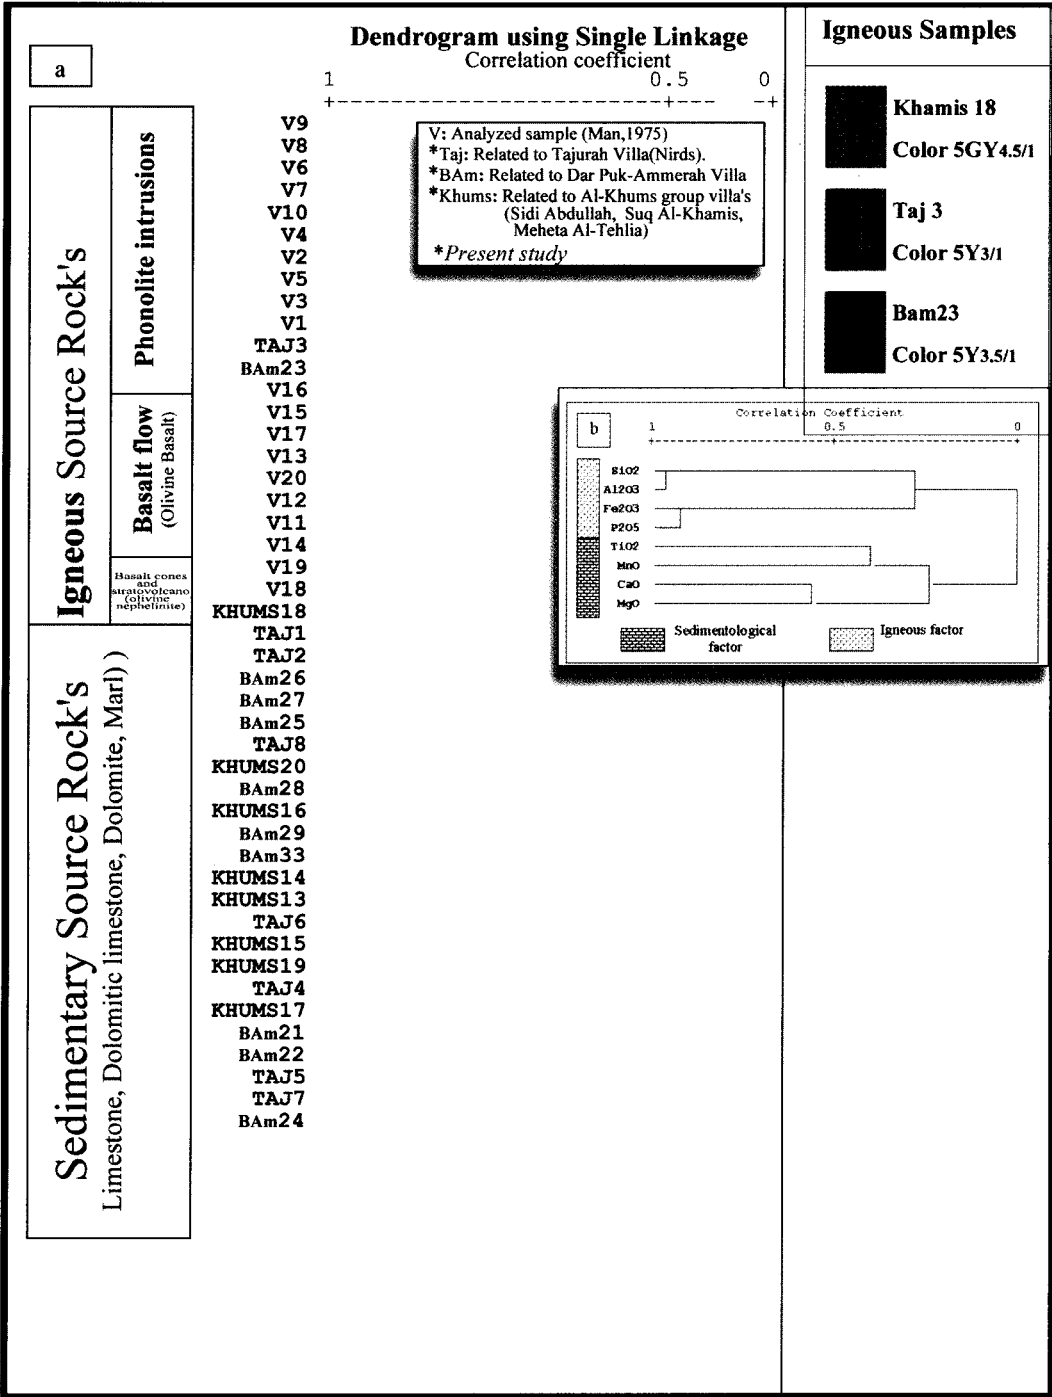 a
Dendrogram using Single Linkage
Correlation coefficient
1 0.5 0
Igneous Samples
Khamis 18
Color 5GY4.5/1
Taj 3
Color 5Y3/1
Bam23
Color 5Y3.5/1
V: Analyzed sample (Man,1975)
*Taj: Related to Tajurah Villa(Nirds).
*BAm: Related to Dar Puk-Ammerah Villa
*Khums: Related to Al-Khums group villa's
(Sidi Abdullah, Suq Al-Khamis,
Meheta Al-Tehlia)
*Present study
Igneous Source Rock's
Phonolite intrusions
Basalt flow
(Olivine Basalt)
Basalt cones
and
stratovolcano
(olivine
nephelinite)
Sedimentary Source Rock's
Limestone, Dolomitic limestone, Dolomite, Marl) )
V9
V8
V6
V7
V10
V4
V2
V5
V3
V1
TAJ3
BAm23
V16
V15
V17
V13
V20
V12
V11
V14
V19
V18
KHUMS18
TAJ1
TAJ2
BAm26
BAm27
BAm25
TAJ8
KHUMS20
BAm28
KHUMS16
BAm29
BAm33
KHUMS14
KHUMS13
TAJ6
KHUMS15
KHUMS19
TAJ4
KHUMS17
BAm21
BAm22
TAJ5
TAJ7
BAm24
b
Correlation Coefficient
1 0.5 0
SiO2
Al2O3
Fe2O3
P2O5
TiO2
MnO
CaO
MgO
Sedimentological
factor
Igneous factor